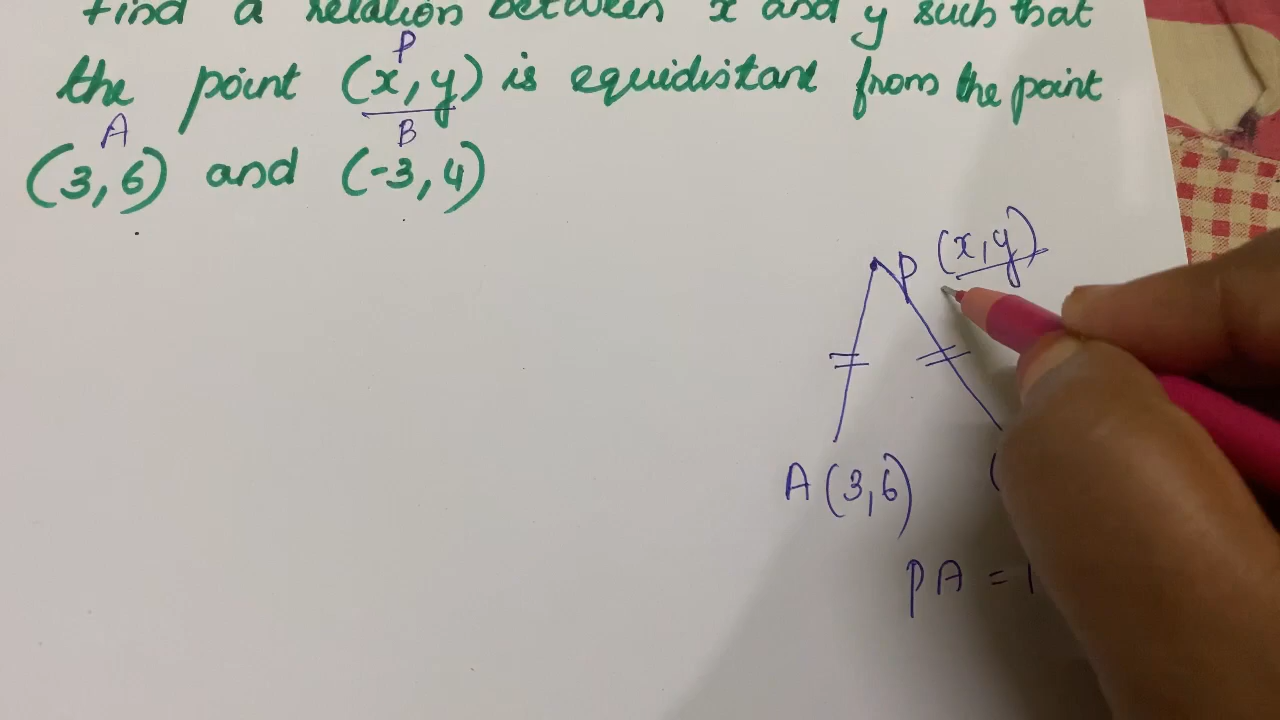 Find a relation between x and y such that
P
the point (x, y) is equidistant from the point
A B
(3, 6) and (-3, 4)
P (x, y)
A (3, 6) (
PA =